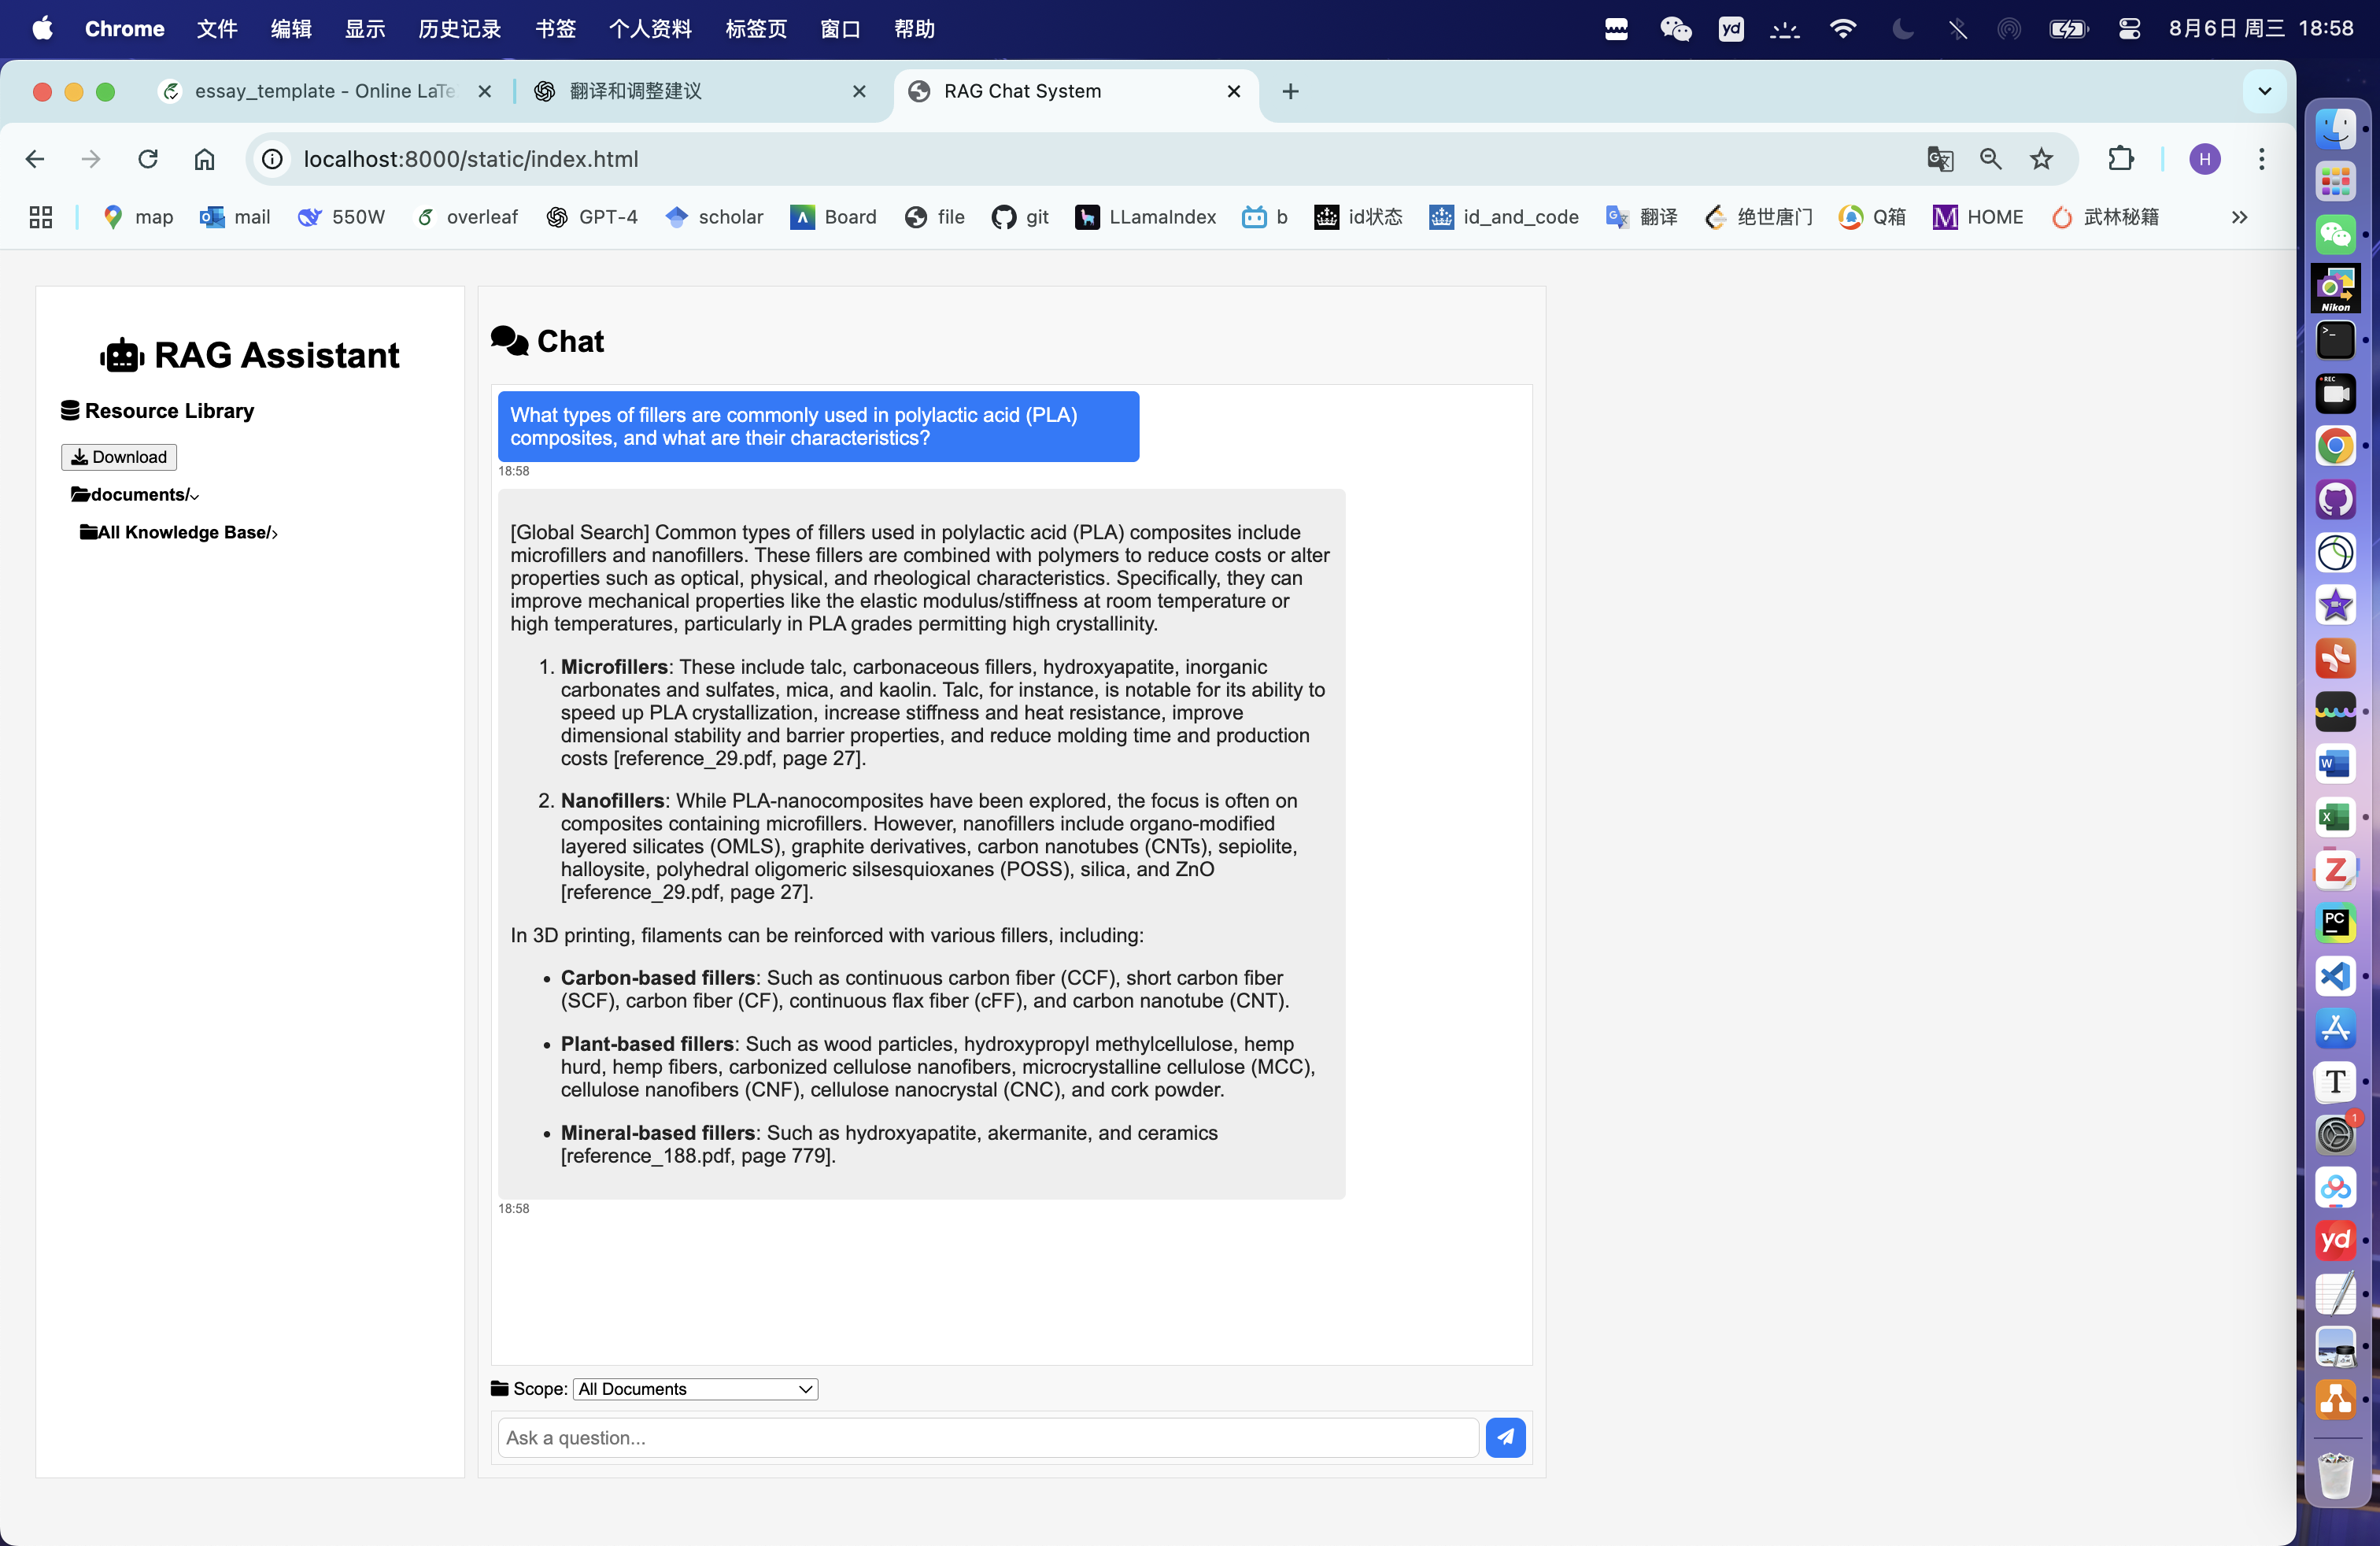 Chrome 文件 编辑 显示 历史记录 书签 个人资料 标签页 窗口 帮助 yd 8月6日 周三 18:58
essay_template - Online LaTe 翻译和调整建议 RAG Chat System
localhost:8000/static/index.html H
map mail 550W overleaf GPT-4 scholar Board file git LLamaIndex b id状态 id_and_code 翻译 绝世唐门 Q箱 HOME 武林秘籍
RAG Assistant
Resource Library
Download
documents/
All Knowledge Base/
Chat
What types of fillers are commonly used in polylactic acid (PLA)
composites, and what are their characteristics?
18:58
[Global Search] Common types of fillers used in polylactic acid (PLA) composites include
microfillers and nanofillers. These fillers are combined with polymers to reduce costs or alter
properties such as optical, physical, and rheological characteristics. Specifically, they can
improve mechanical properties like the elastic modulus/stiffness at room temperature or
high temperatures, particularly in PLA grades permitting high crystallinity.
1. Microfillers: These include talc, carbonaceous fillers, hydroxyapatite, inorganic
carbonates and sulfates, mica, and kaolin. Talc, for instance, is notable for its ability to
speed up PLA crystallization, increase stiffness and heat resistance, improve
dimensional stability and barrier properties, and reduce molding time and production
costs [reference_29.pdf, page 27].
2. Nanofillers: While PLA-nanocomposites have been explored, the focus is often on
composites containing microfillers. However, nanofillers include organo-modified
layered silicates (OMLS), graphite derivatives, carbon nanotubes (CNTs), sepiolite,
halloysite, polyhedral oligomeric silsesquioxanes (POSS), silica, and ZnO
[reference_29.pdf, page 27].
In 3D printing, filaments can be reinforced with various fillers, including:
• Carbon-based fillers: Such as continuous carbon fiber (CCF), short carbon fiber
(SCF), carbon fiber (CF), continuous flax fiber (cFF), and carbon nanotube (CNT).
• Plant-based fillers: Such as wood particles, hydroxypropyl methylcellulose, hemp
hurd, hemp fibers, carbonized cellulose nanofibers, microcrystalline cellulose (MCC),
cellulose nanofibers (CNF), cellulose nanocrystal (CNC), and cork powder.
• Mineral-based fillers: Such as hydroxyapatite, akermanite, and ceramics
[reference_188.pdf, page 779].
18:58
Scope: All Documents
Ask a question...
Nikon
REC
W
X
Z
PC
T
1
yd